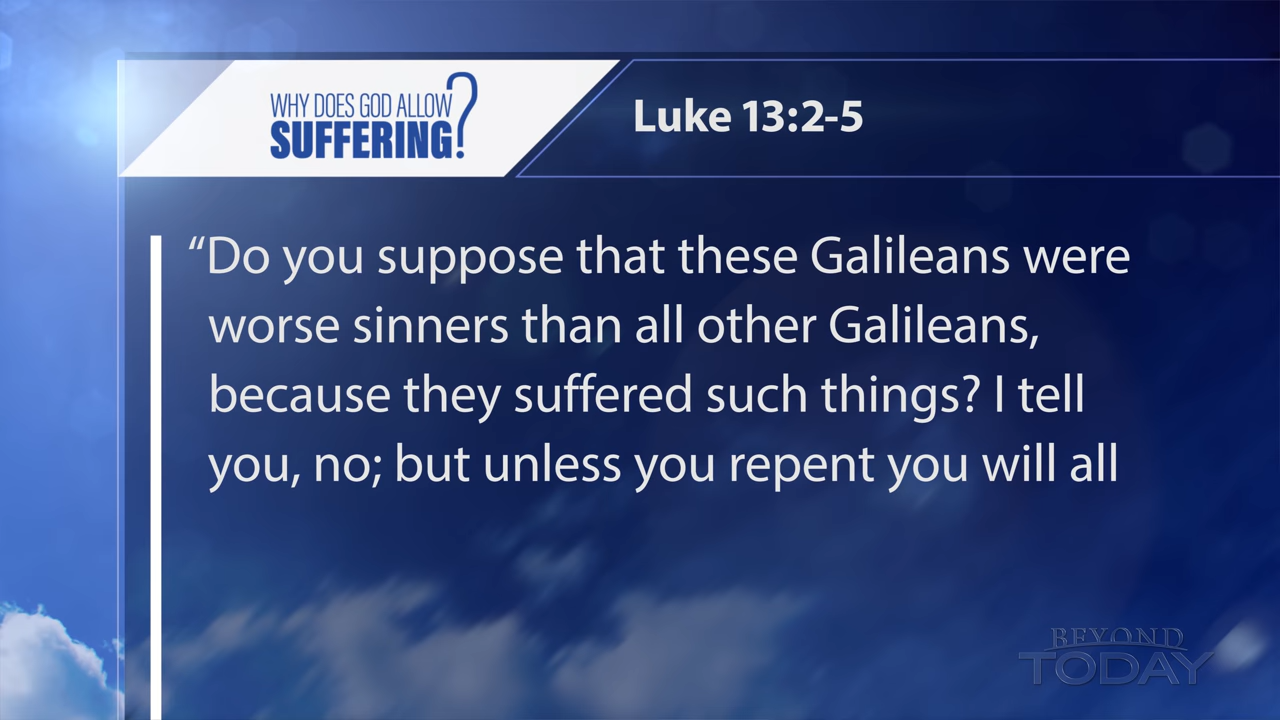 WHY DOES GOD ALLOW
SUFFERING?
Luke 13:2-5
“Do you suppose that these Galileans were
worse sinners than all other Galileans,
because they suffered such things? I tell
you, no; but unless you repent you will all
BEYOND
TODAY